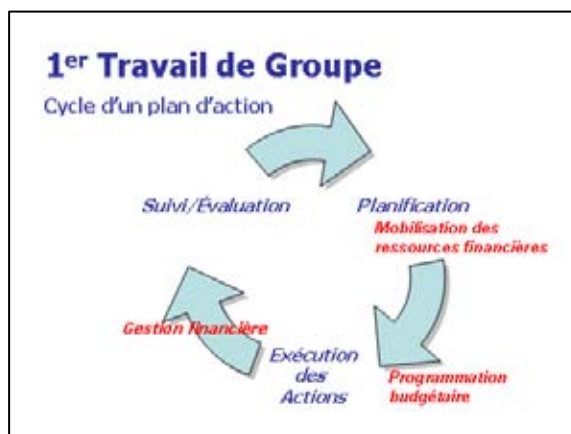 1er Travail de Groupe
Cycle d'un plan d'action
Suivi/Évaluation
Planification
Mobilisation des
ressources financières
Gestion financière
Exécution
des
Actions
Programmation
budgétaire